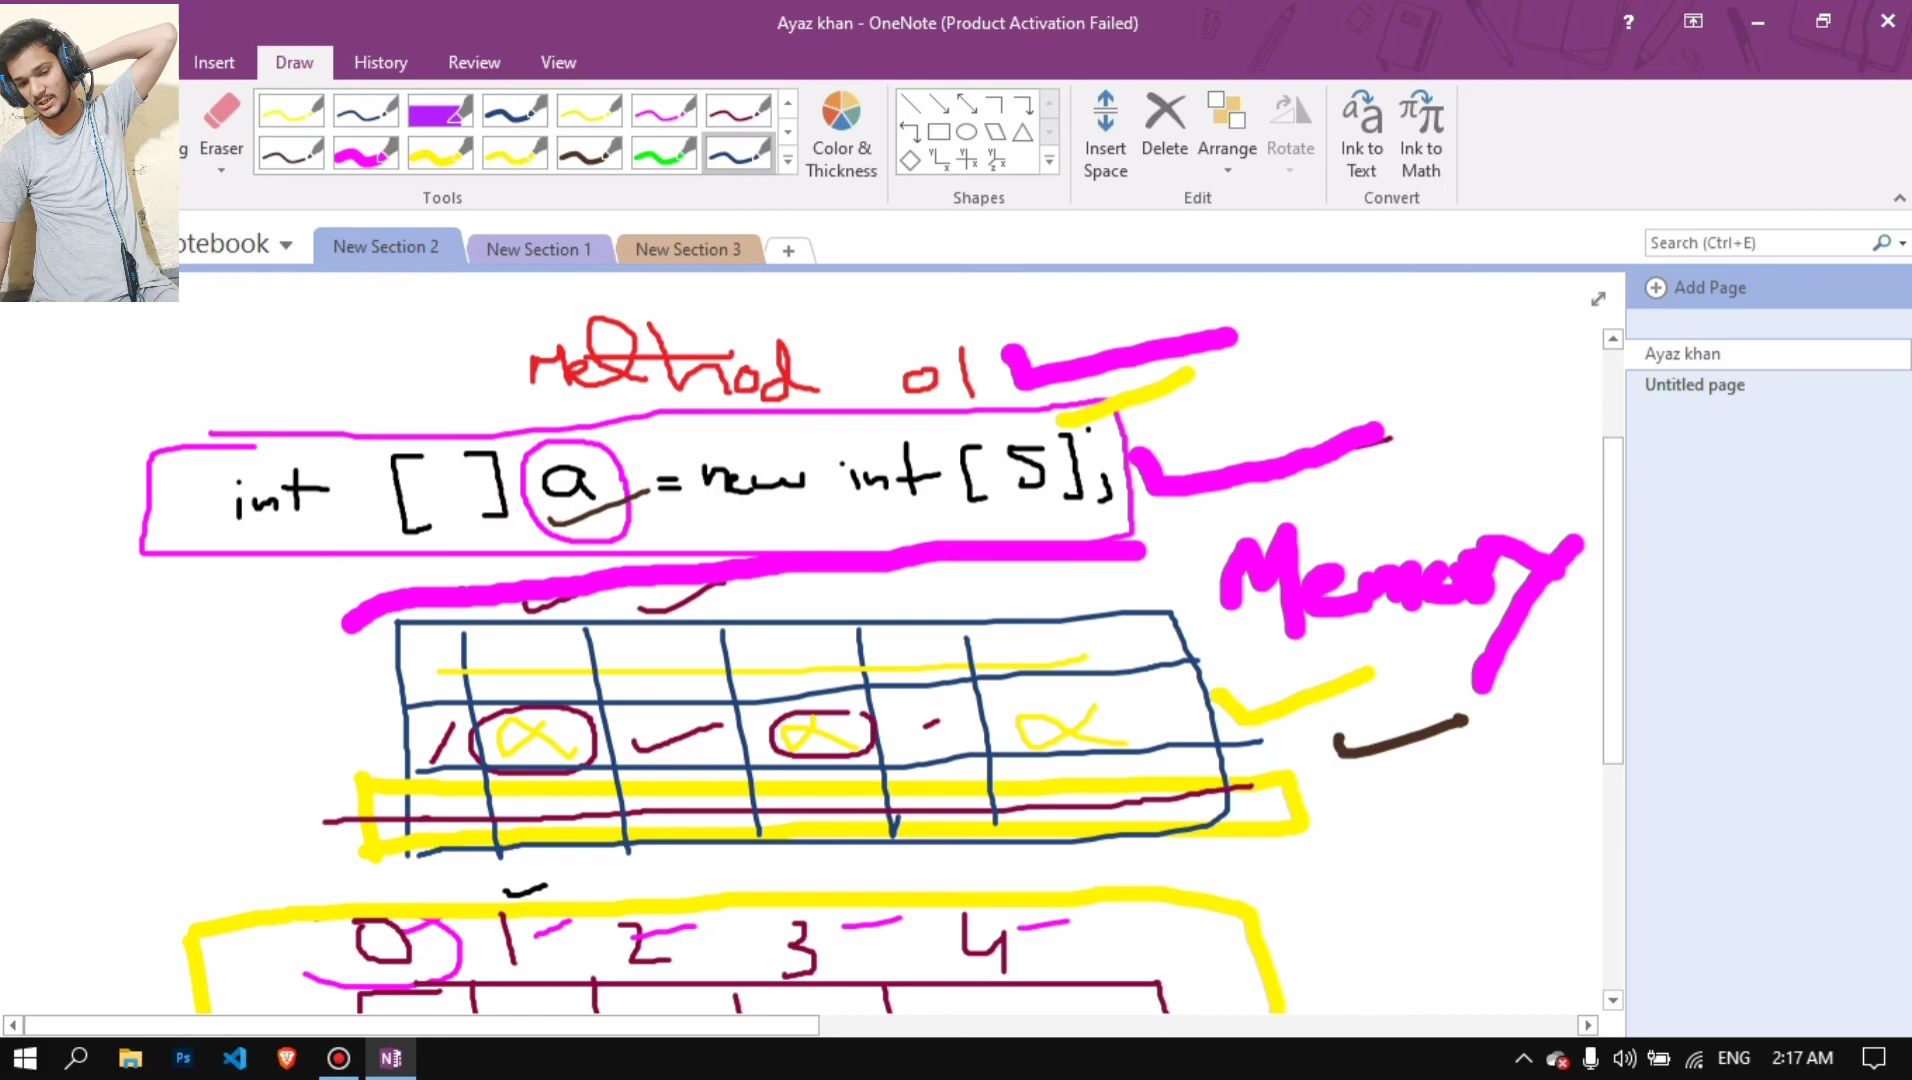 Ayaz khan - OneNote (Product Activation Failed)
Insert Draw History Review View
Eraser
Color & Thickness
Insert Space
Delete
Arrange
Rotate
Ink to Text
Ink to Math
Tools
Shapes
Edit
Convert
otebook
New Section 2
New Section 1
New Section 3
Search (Ctrl+E)
Add Page
Ayaz khan
Untitled page
Method 01
int [ ] a = new int [5];
Memory
0 1 2 3 4
Ps
N
ENG
2:17 AM